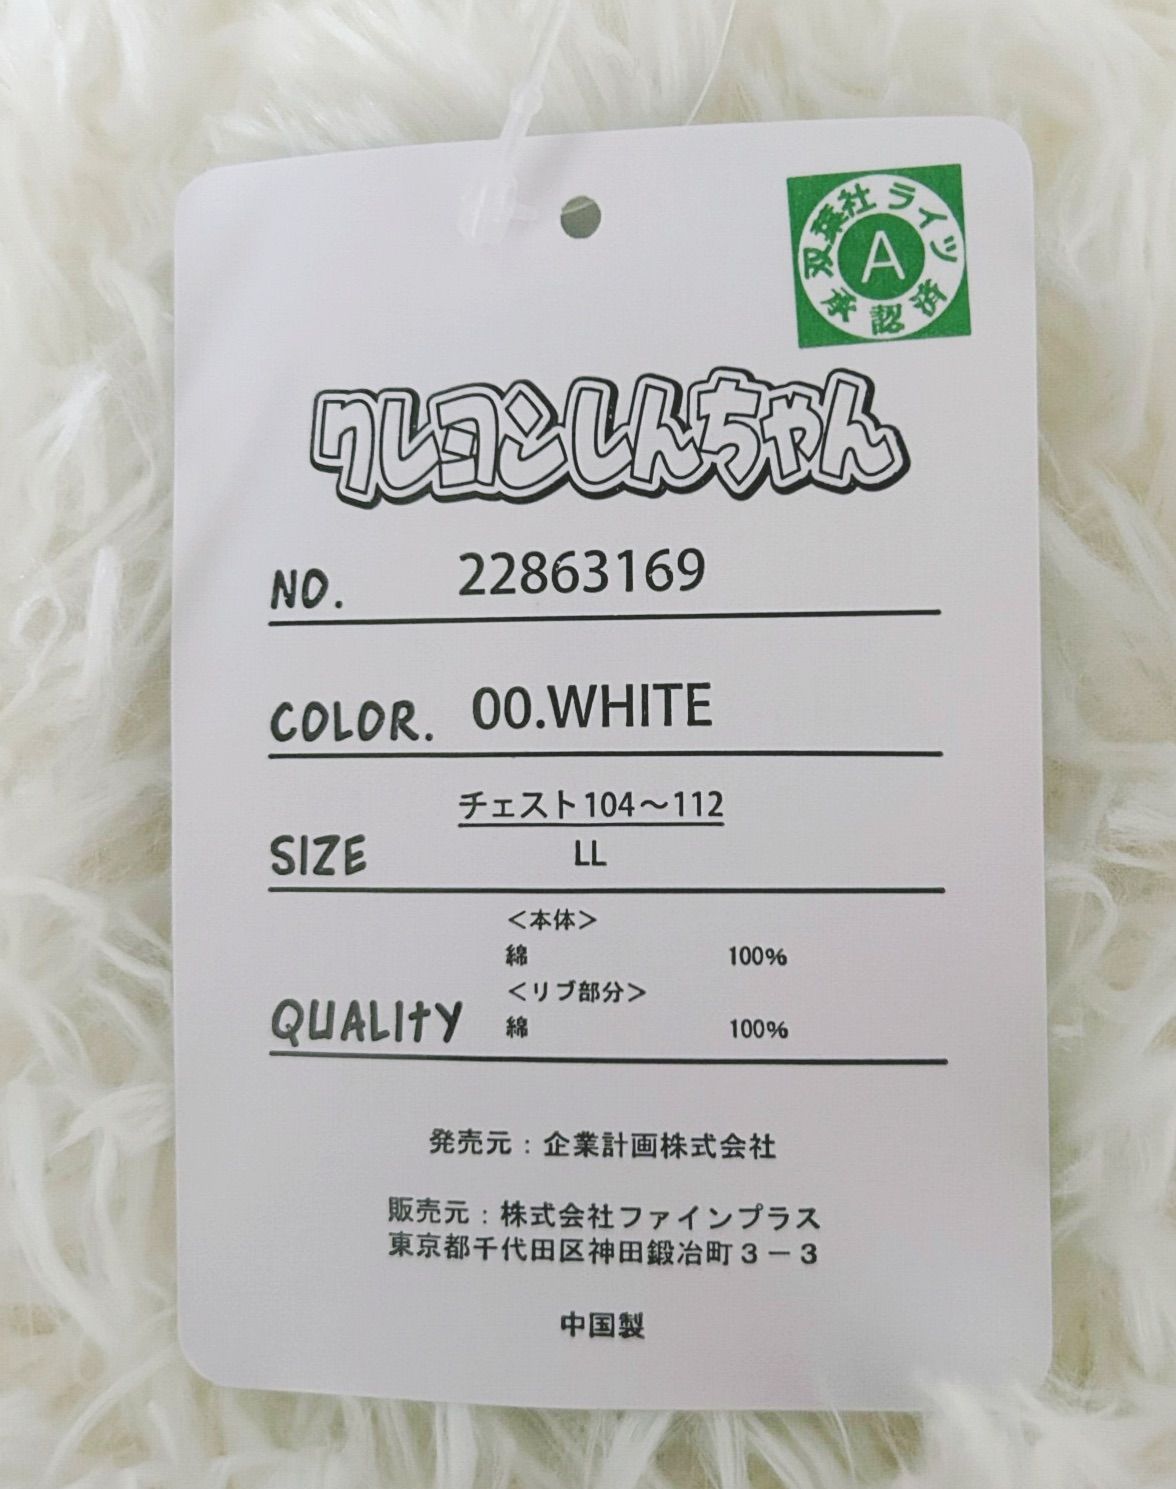 双葉社 ライツ
A
承認済
クレヨンしんちゃん
NO. 22863169
COLOR. 00.WHITE
チェスト104～112
SIZE LL
＜本体＞
綿 100%
＜リブ部分＞
QUALITY 綿 100%
発売元：企業計画株式会社
販売元：株式会社ファインプラス
東京都千代田区神田鍛冶町３－３
中国製